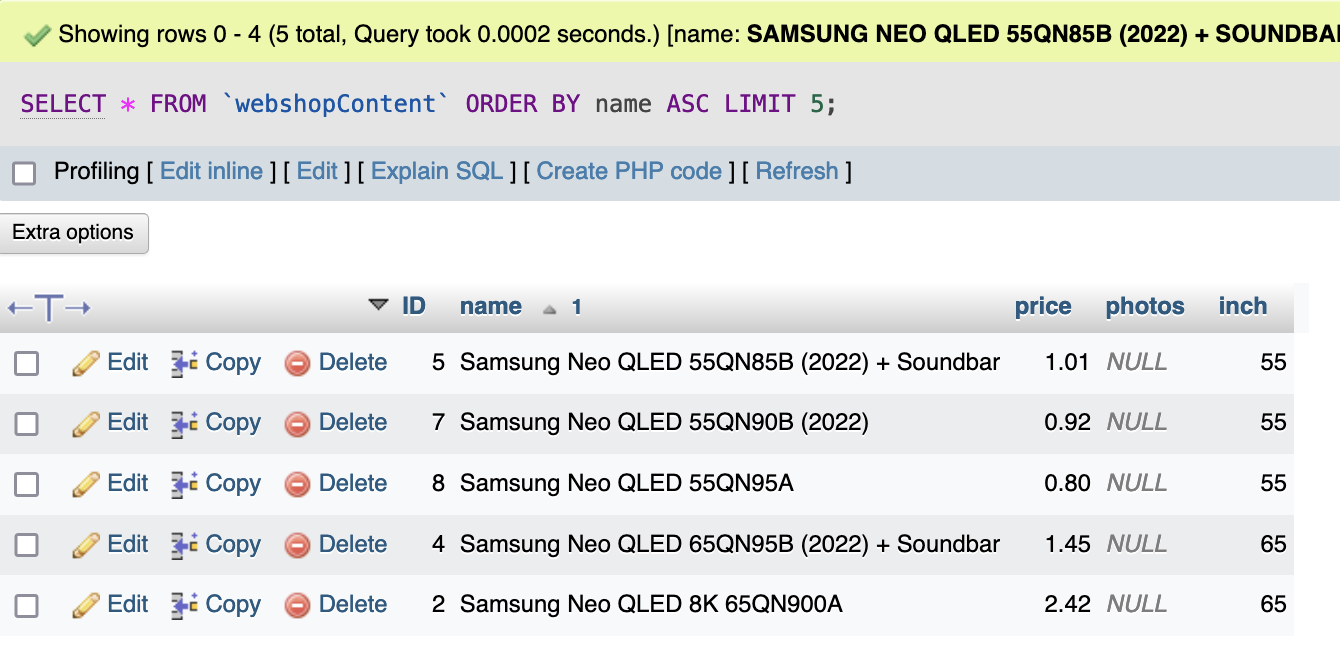 Showing rows 0 - 4 (5 total, Query took 0.0002 seconds.) [name: SAMSUNG NEO QLED 55QN85B (2022) + SOUNDBAR
SELECT * FROM `webshopContent` ORDER BY name ASC LIMIT 5;
Profiling [ Edit inline ] [ Edit ] [ Explain SQL ] [ Create PHP code ] [ Refresh ]
Extra options
←T→ ID name 1 price photos inch
Edit Copy Delete 5 Samsung Neo QLED 55QN85B (2022) + Soundbar 1.01 NULL 55
Edit Copy Delete 7 Samsung Neo QLED 55QN90B (2022) 0.92 NULL 55
Edit Copy Delete 8 Samsung Neo QLED 55QN95A 0.80 NULL 55
Edit Copy Delete 4 Samsung Neo QLED 65QN95B (2022) + Soundbar 1.45 NULL 65
Edit Copy Delete 2 Samsung Neo QLED 8K 65QN900A 2.42 NULL 65